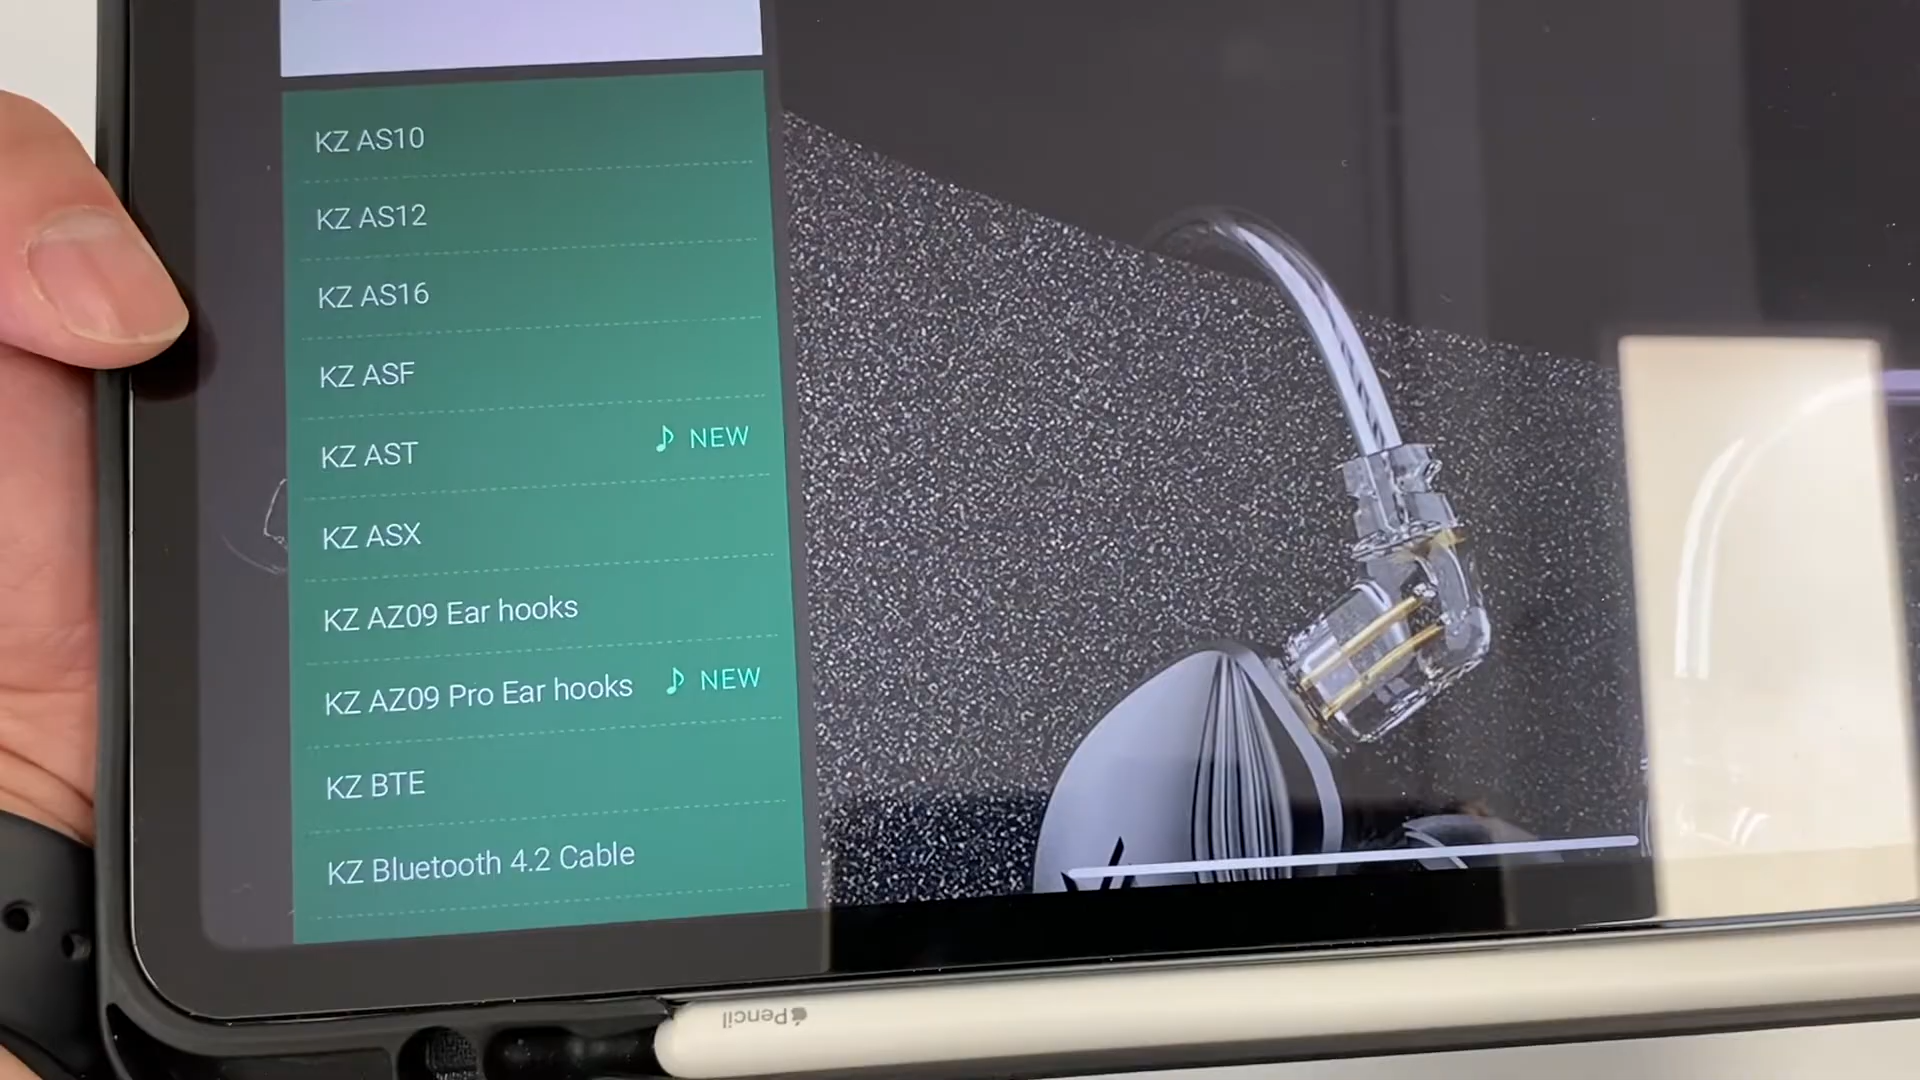 KZ AS10
KZ AS12
KZ AS16
KZ ASF
KZ AST ♪ NEW
KZ ASX
KZ AZ09 Ear hooks
KZ AZ09 Pro Ear hooks ♪ NEW
KZ BTE
KZ Bluetooth 4.2 Cable
Pencil